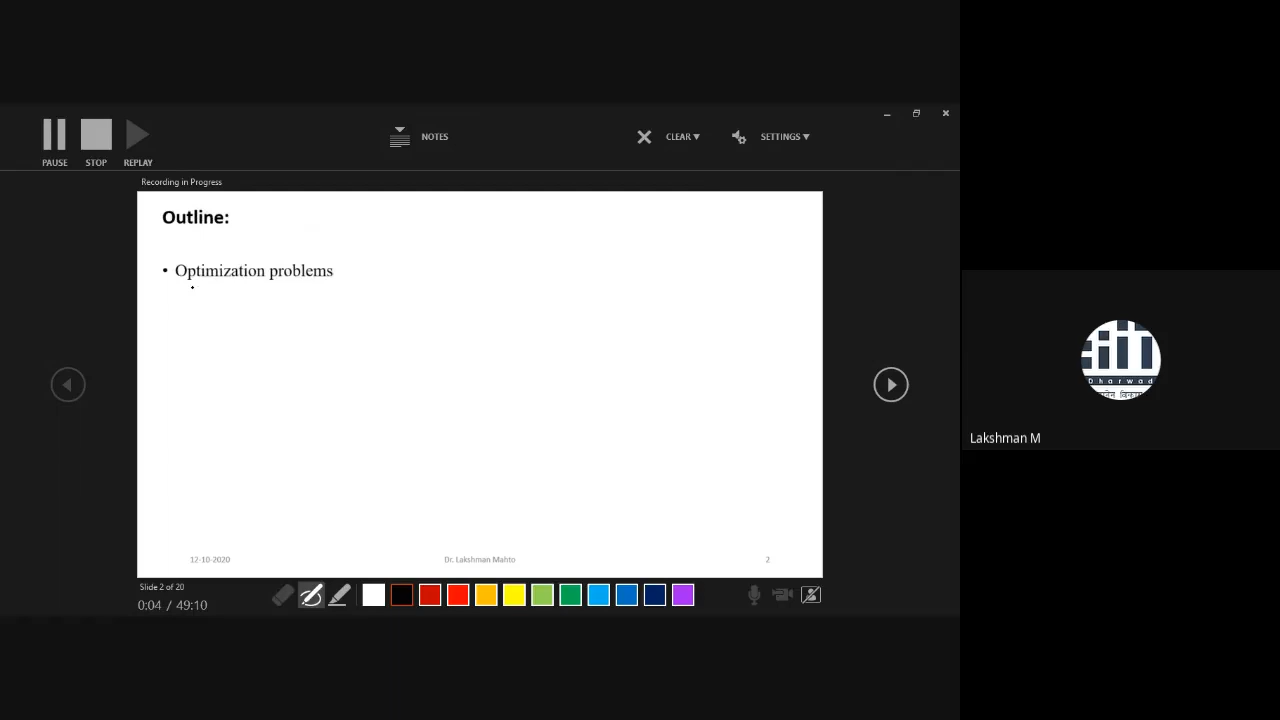 PAUSE STOP REPLAY
NOTES
CLEAR
SETTINGS
Recording in Progress
Outline:
• Optimization problems
12-10-2020 Dr. Lakshman Mahto 2
Slide 2 of 20
0:04 / 49:10
Dharwad
Lakshman M